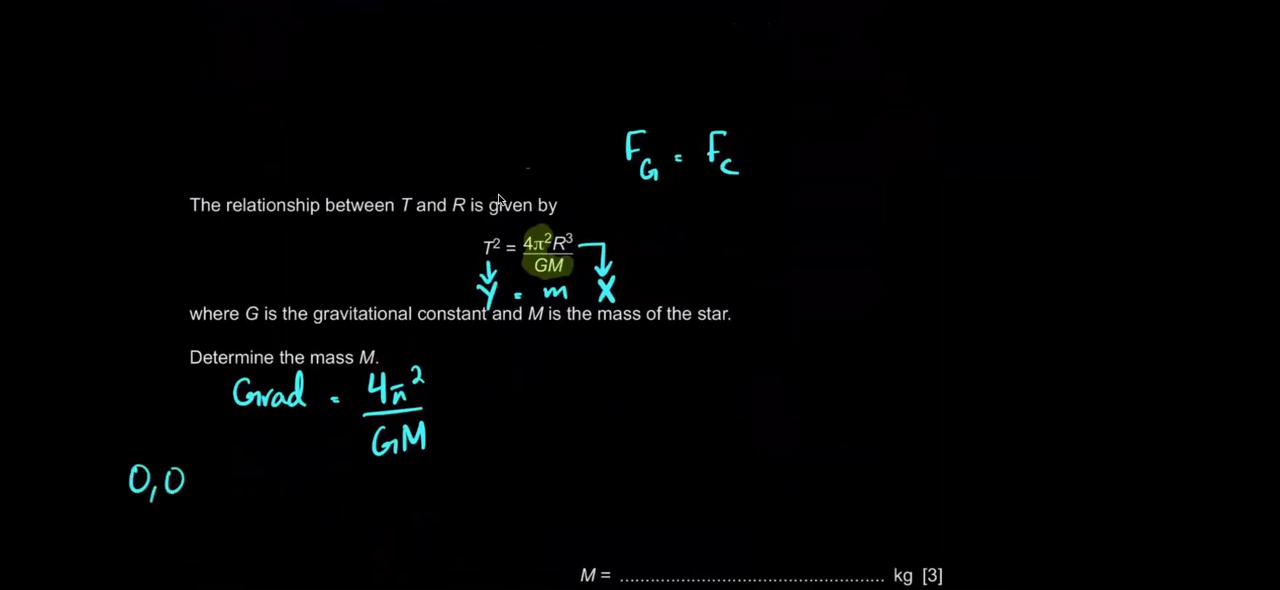 F_G = F_C
The relationship between T and R is given by
T² = 4π²R³ / GM
Y = m X
where G is the gravitational constant and M is the mass of the star.
Determine the mass M.
Grad = 4π² / GM
0,0
M = ................................................... kg [3]